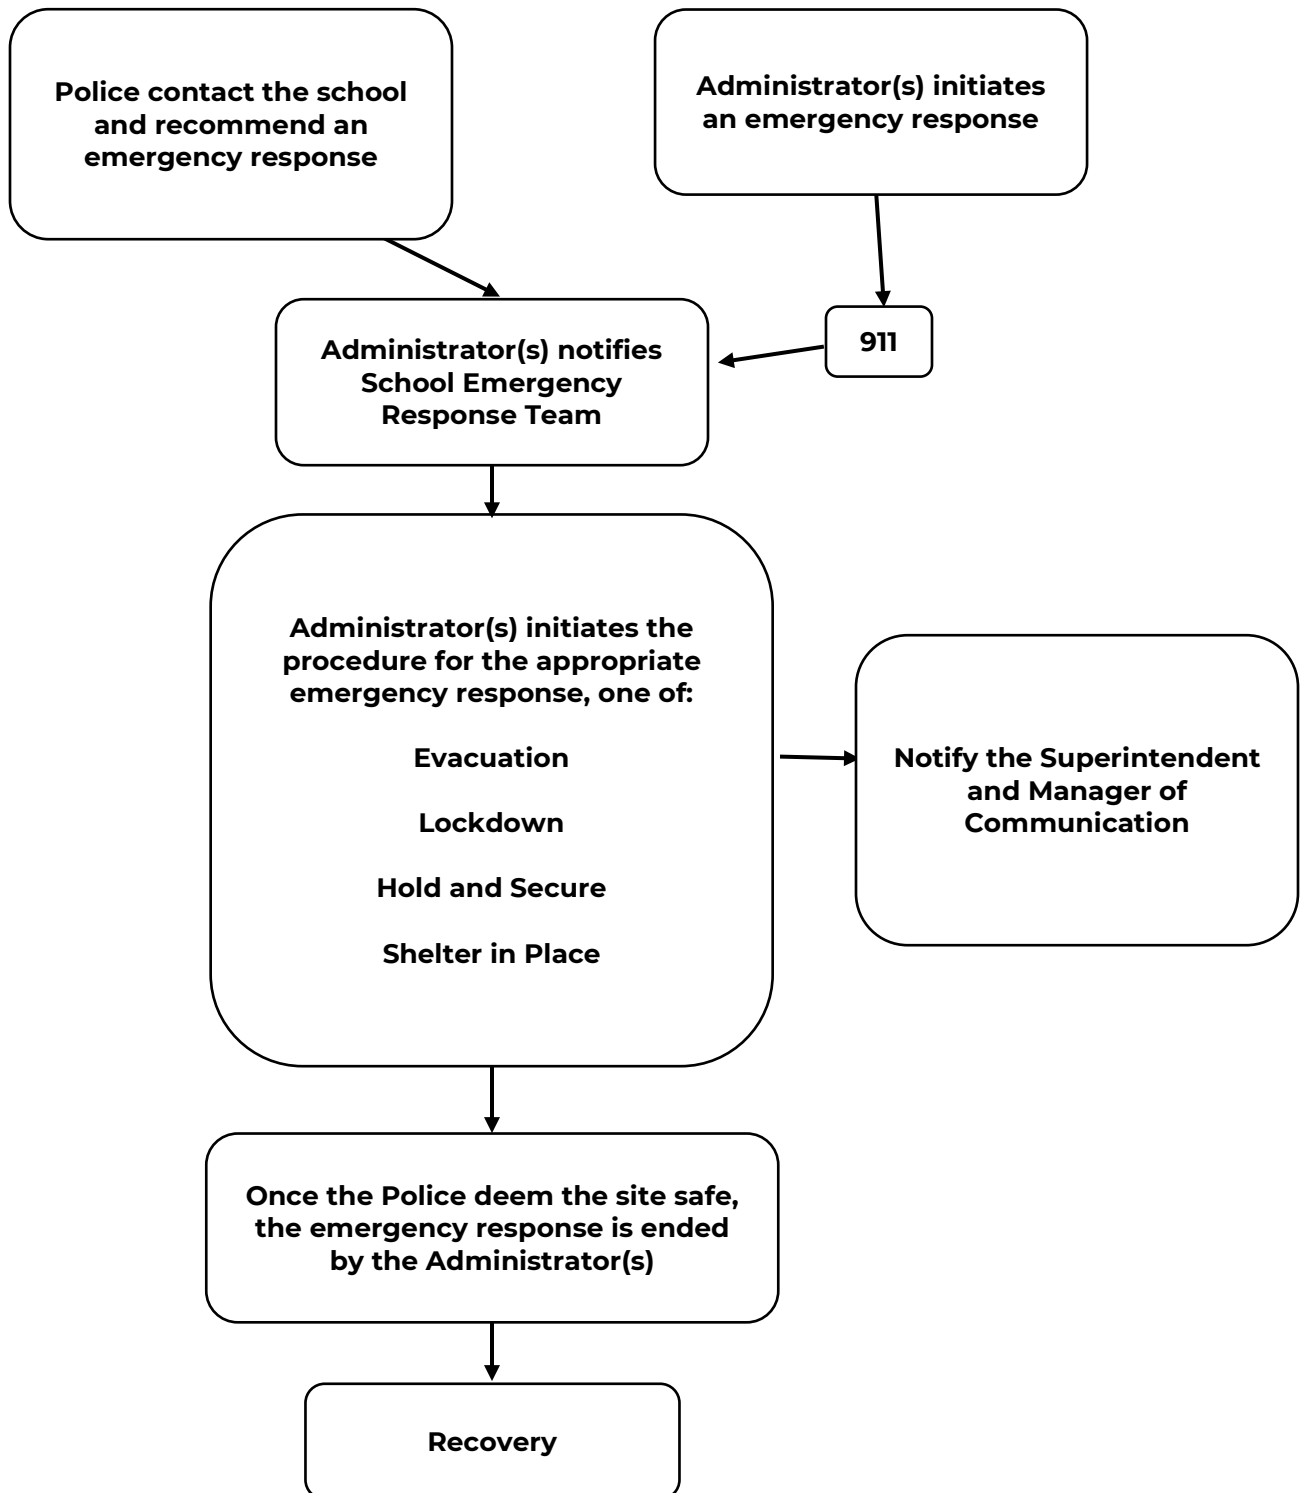 Police contact the school
and recommend an
emergency response
Administrator(s) initiates
an emergency response
911
Administrator(s) notifies
School Emergency
Response Team
Administrator(s) initiates the
procedure for the appropriate
emergency response, one of:
Evacuation
Lockdown
Hold and Secure
Shelter in Place
Notify the Superintendent
and Manager of
Communication
Once the Police deem the site safe,
the emergency response is ended
by the Administrator(s)
Recovery